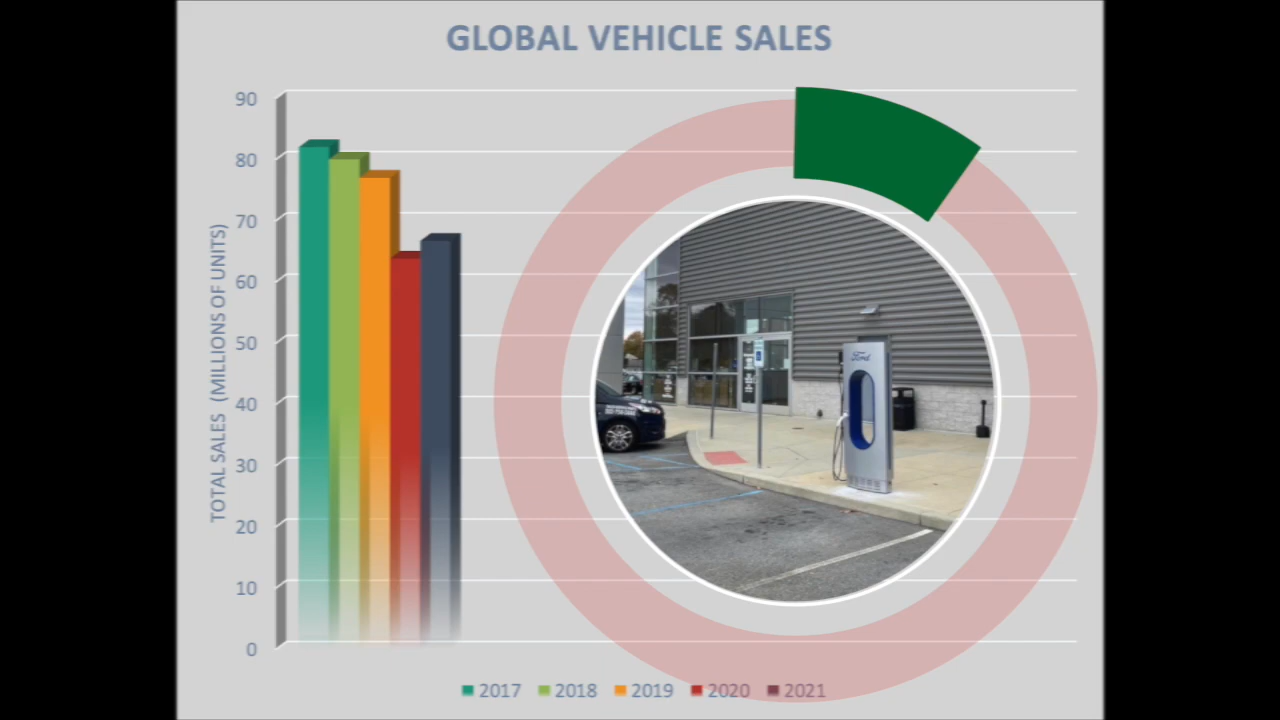 GLOBAL VEHICLE SALES
90
80
70
60
50
40
30
20
10
0
TOTAL SALES (MILLIONS OF UNITS)
Ford
2017 2018 2019 2020 2021